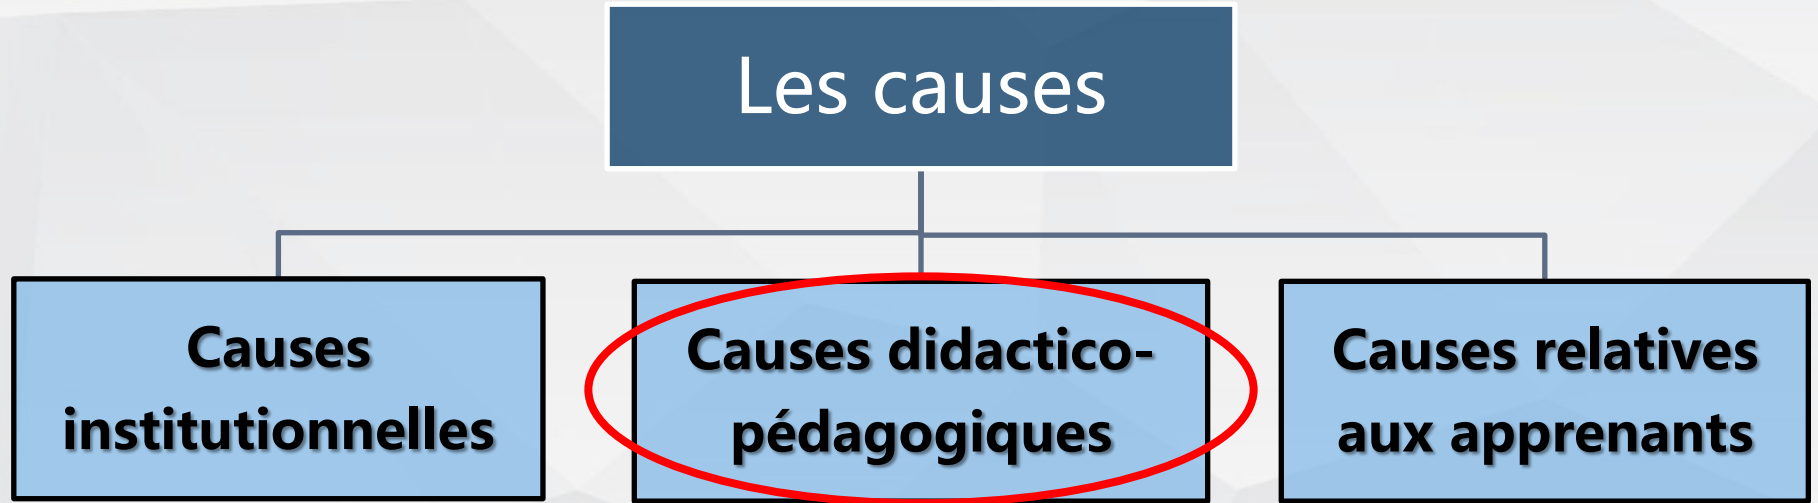 Les causes
Causes
institutionnelles
Causes didactico-
pédagogiques
Causes relatives
aux apprenants